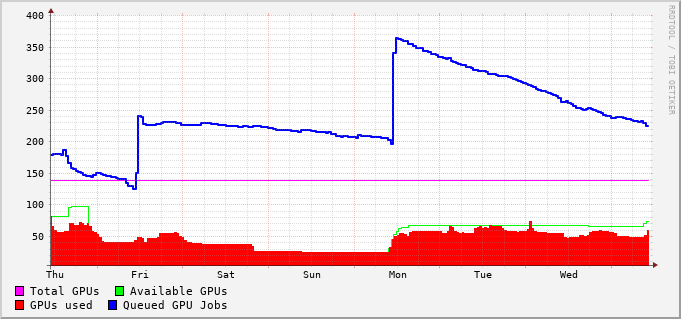 400
350
300
250
200
150
100
50
Thu Fri Sat Sun Mon Tue Wed
Total GPUs Available GPUs
GPUs used Queued GPU Jobs
RRDTOOL / TOBI OETIKER